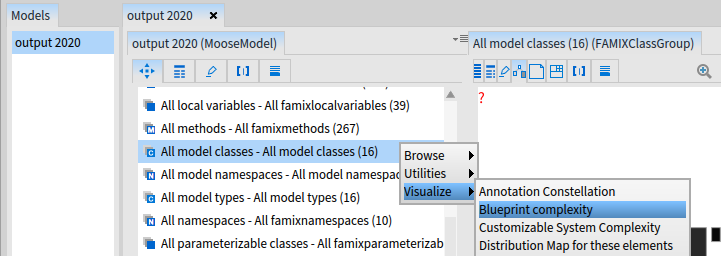 Models
output 2020
output 2020
output 2020 (MooseModel)
All local variables - All famixlocalvariables (39)
All methods - All famixmethods (267)
All model classes - All model classes (16)
All model namespaces - All model namespac
All model types - All model types (16)
All namespaces - All famixnamespaces (10)
All parameterizable classes - All famixparameterizab
Browse
Utilities
Visualize
All model classes (16) (FAMIXClassGroup)
?
Annotation Constellation
Blueprint complexity
Customizable System Complexity
Distribution Map for these elements